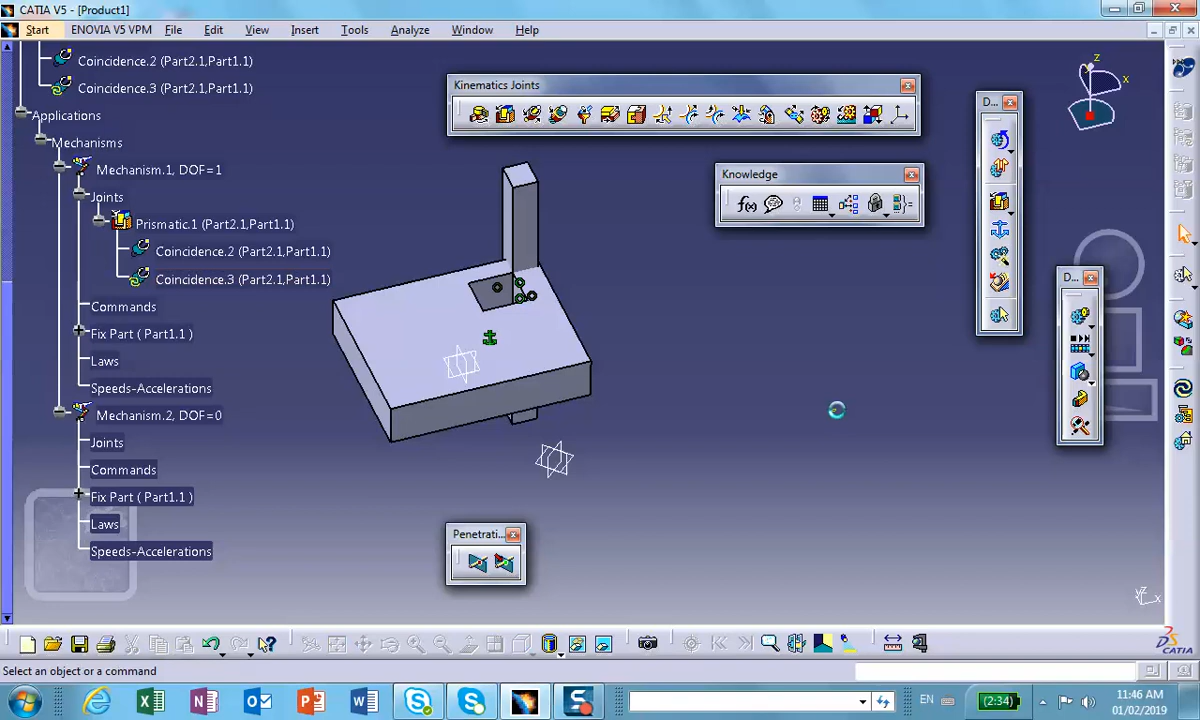 CATIA V5 - [Product1]
Start ENOVIA V5 VPM File Edit View Insert Tools Analyze Window Help
Coincidence.2 (Part2.1,Part1.1)
Coincidence.3 (Part2.1,Part1.1)
Applications
Mechanisms
Mechanism.1, DOF=1
Joints
Prismatic.1 (Part2.1,Part1.1)
Coincidence.2 (Part2.1,Part1.1)
Coincidence.3 (Part2.1,Part1.1)
Commands
Fix Part ( Part1.1 )
Laws
Speeds-Accelerations
Mechanism.2, DOF=0
Joints
Commands
Fix Part ( Part1.1 )
Laws
Speeds-Accelerations
Kinematics Joints
Knowledge
f(x)
D...
D...
Penetrati...
z
x
CATIA
Select an object or a command
EN
(2:34)
11:46 AM
01/02/2019